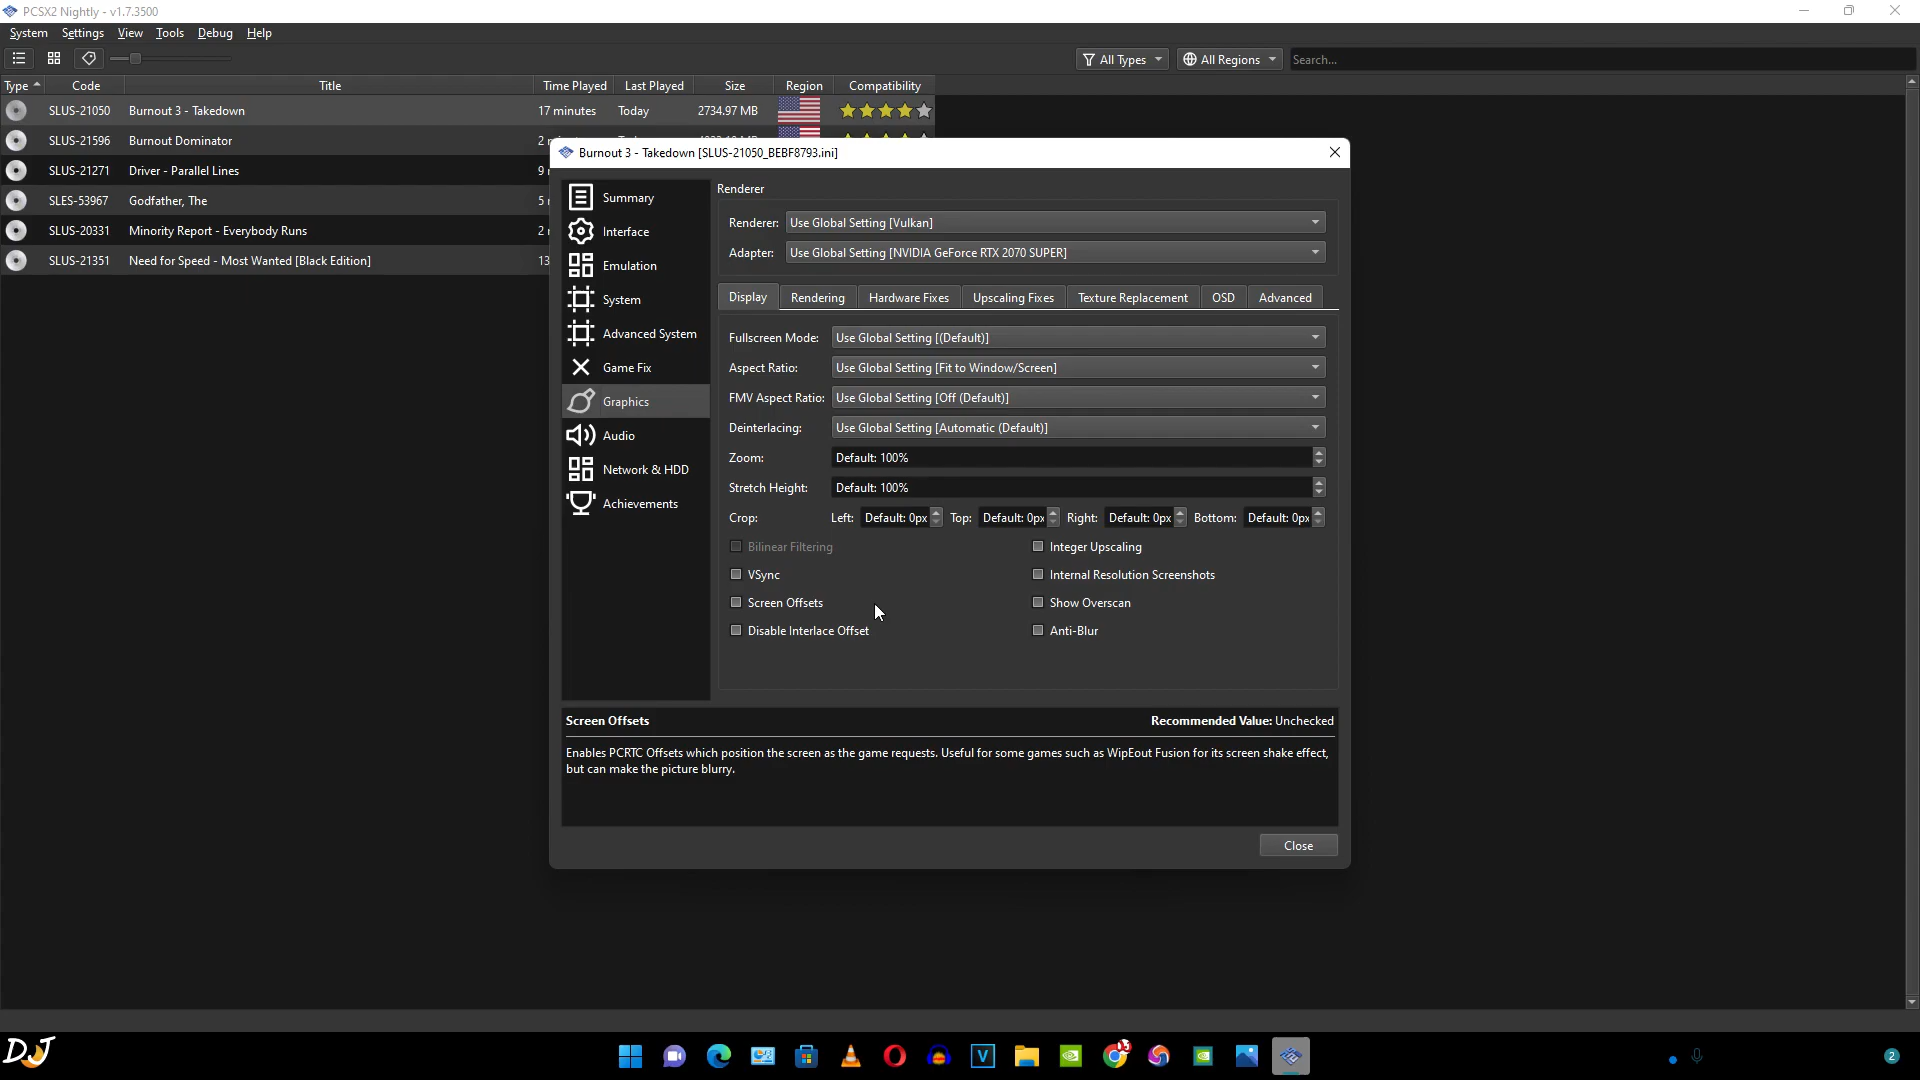 PCSX2 Nightly - v1.7.3500
System Settings View Tools Debug Help
All Types All Regions Search...
Type Code Title Time Played Last Played Size Region Compatibility
SLUS-21050 Burnout 3 - Takedown 17 minutes Today 2734.97 MB
SLUS-21596 Burnout Dominator 2
SLUS-21271 Driver - Parallel Lines 9
SLES-53967 Godfather, The 5
SLUS-20331 Minority Report - Everybody Runs 2
SLUS-21351 Need for Speed - Most Wanted [Black Edition] 13
Burnout 3 - Takedown [SLUS-21050_BEBF8793.ini]
Summary
Interface
Emulation
System
Advanced System
Game Fix
Graphics
Audio
Network & HDD
Achievements
Renderer
Renderer: Use Global Setting [Vulkan]
Adapter: Use Global Setting [NVIDIA GeForce RTX 2070 SUPER]
Display Rendering Hardware Fixes Upscaling Fixes Texture Replacement OSD Advanced
Fullscreen Mode: Use Global Setting [(Default)]
Aspect Ratio: Use Global Setting [Fit to Window/Screen]
FMV Aspect Ratio: Use Global Setting [Off (Default)]
Deinterlacing: Use Global Setting [Automatic (Default)]
Zoom: Default: 100%
Stretch Height: Default: 100%
Crop: Left: Default: 0px Top: Default: 0px Right: Default: 0px Bottom: Default: 0px
Bilinear Filtering Integer Upscaling
VSync Internal Resolution Screenshots
Screen Offsets Show Overscan
Disable Interlace Offset Anti-Blur
Screen Offsets Recommended Value: Unchecked
Enables PCRTC Offsets which position the screen as the game requests. Useful for some games such as WipEout Fusion for its screen shake effect,
but can make the picture blurry.
Close
DJ
V
2